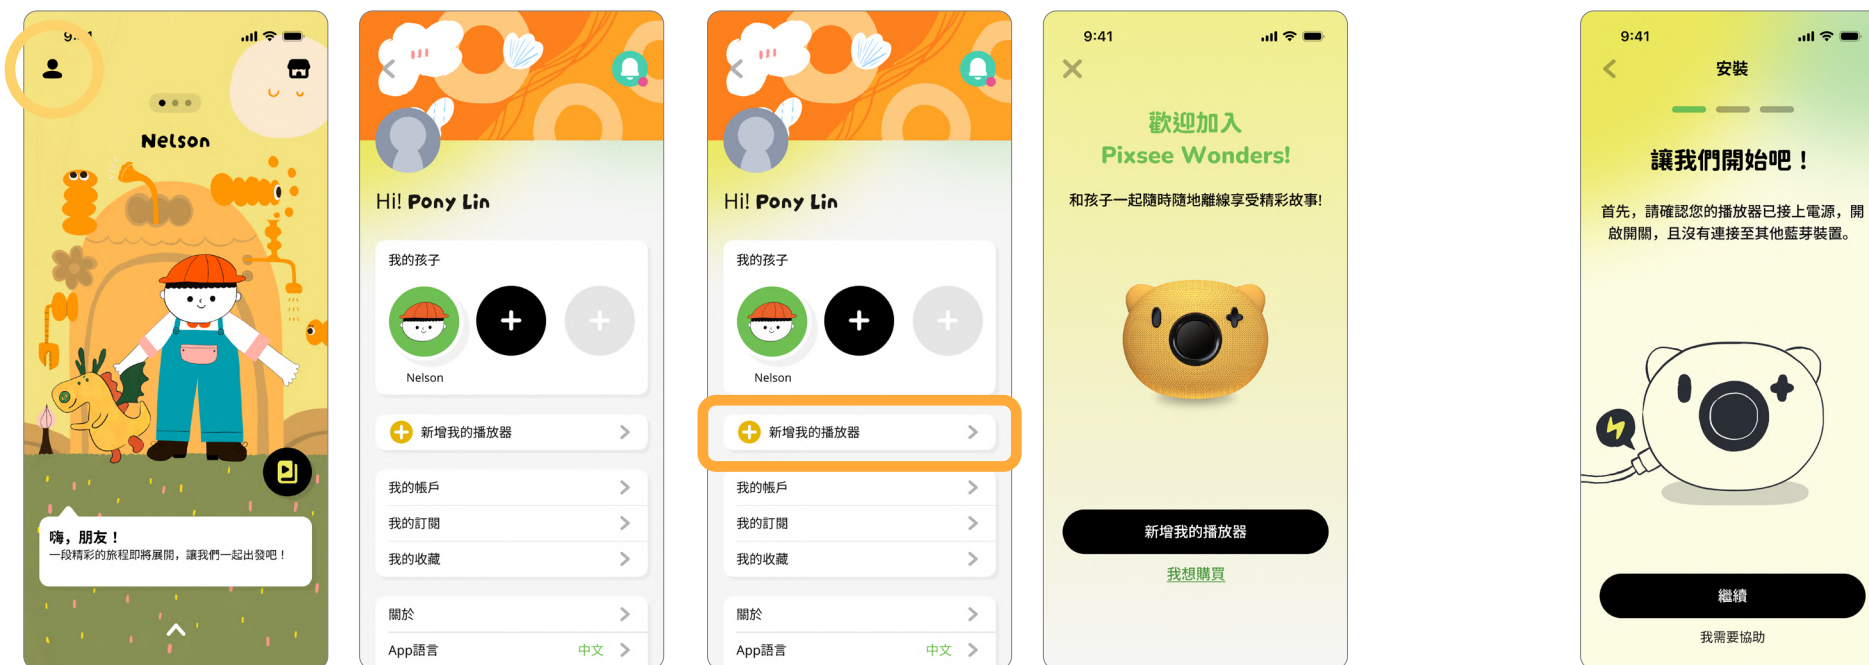 9:41
Nelson
嗨，朋友！
一段精彩的旅程即將展開，讓我們一起出發吧！
Hi! Pony Lin
我的孩子
Nelson
新增我的播放器
我的帳戶
我的訂閱
我的收藏
關於
App語言 中文
Hi! Pony Lin
我的孩子
Nelson
新增我的播放器
我的帳戶
我的訂閱
我的收藏
關於
App語言 中文
9:41
歡迎加入
Pixsee Wonders!
和孩子一起隨時隨地離線享受精彩故事!
新增我的播放器
我想購買
9:41
安裝
讓我們開始吧！
首先，請確認您的播放器已接上電源，開
啟開關，且沒有連接至其他藍芽裝置。
繼續
我需要協助